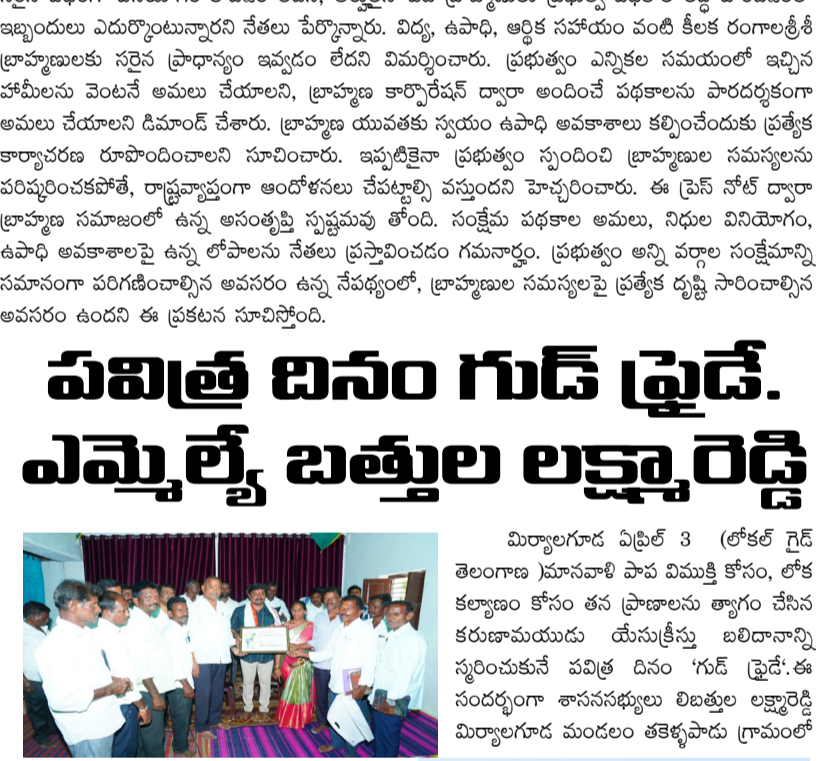 ఇబ్బందులు ఎదుర్కొంటున్నారని నేతలు పేర్కొన్నారు. విద్య, ఉపాధి, ఆర్థిక సహాయం వంటి కీలక రంగాలశ్రీశీ
బ్రాహ్మణులకు సరైన ప్రాధాన్యం ఇవ్వడం లేదని విమర్శించారు. ప్రభుత్వం ఎన్నికల సమయంలో ఇచ్చిన
హామీలను వెంటనే అమలు చేయాలని, బ్రాహ్మణ కార్పొరేషన్ ద్వారా అందించే పథకాలను పారదర్శకంగా
అమలు చేయాలని డిమాండ్ చేశారు. బ్రాహ్మణ యువతకు స్వయం ఉపాధి అవకాశాలు కల్పించేందుకు ప్రత్యేక
కార్యాచరణ రూపొందించాలని సూచించారు. ఇప్పటికైనా ప్రభుత్వం స్పందించి బ్రాహ్మణుల సమస్యలను
పరిష్కరించకపోతే, రాష్ట్రవ్యాప్తంగా ఆందోళనలు చేపట్టాల్సి వస్తుందని హెచ్చరించారు. ఈ ప్రెస్ నోట్ ద్వారా
బ్రాహ్మణ సమాజంలో ఉన్న అసంతృప్తి స్పష్టమవు తోంది. సంక్షేమ పథకాల అమలు, నిధుల వినియోగం,
ఉపాధి అవకాశాలపై ఉన్న లోపాలను నేతలు ప్రస్తావించడం గమనార్హం. ప్రభుత్వం అన్ని వర్గాల సంక్షేమాన్ని
సమానంగా పరిగణించాల్సిన అవసరం ఉన్న నేపథ్యంలో, బ్రాహ్మణుల సమస్యలపై ప్రత్యేక దృష్టి సారించాల్సిన
అవసరం ఉందని ఈ ప్రకటన సూచిస్తోంది.
పవిత్ర దినం గుడ్ ఫ్రైడే.
ఎమ్మెల్యే బత్తుల లక్ష్మారెడ్డి
మిర్యాలగూడ ఏప్రిల్ 3 (లోకల్ గైడ్
తెలంగాణ )మానవాళి పాప విముక్తి కోసం, లోక
కల్యాణం కోసం తన ప్రాణాలను త్యాగం చేసిన
కరుణామయుడు యేసుక్రీస్తు బలిదానాన్ని
స్మరించుకునే పవిత్ర దినం ‘గుడ్ ఫ్రైడే‘.ఈ
సందర్భంగా శాసనసభ్యులు లిబత్తుల లక్ష్మారెడ్డి
మిర్యాలగూడ మండలం తకెళ్ళపాడు గ్రామంలో